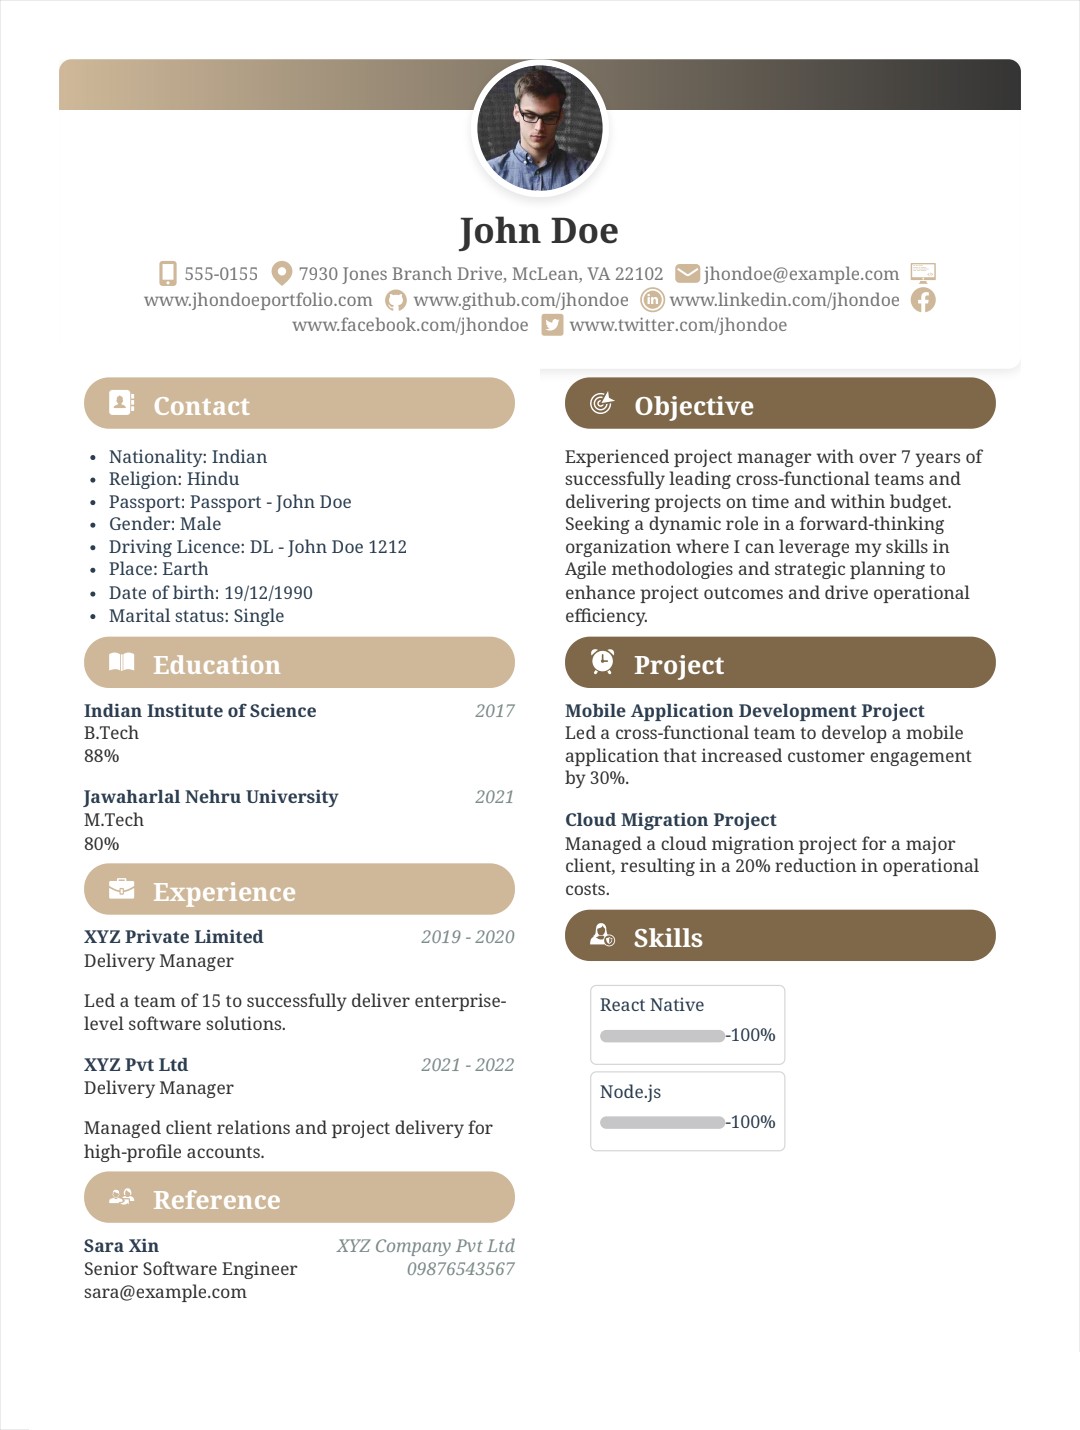 John Doe
555-0155 7930 Jones Branch Drive, McLean, VA 22102 jhondoe@example.com
www.jhondoeportfolio.com www.github.com/jhondoe www.linkedin.com/jhondoe
www.facebook.com/jhondoe www.twitter.com/jhondoe
Contact
• Nationality: Indian
• Religion: Hindu
• Passport: Passport - John Doe
• Gender: Male
• Driving Licence: DL - John Doe 1212
• Place: Earth
• Date of birth: 19/12/1990
• Marital status: Single
Education
Indian Institute of Science 2017
B.Tech
88%
Jawaharlal Nehru University 2021
M.Tech
80%
Experience
XYZ Private Limited 2019 - 2020
Delivery Manager
Led a team of 15 to successfully deliver enterprise-
level software solutions.
XYZ Pvt Ltd 2021 - 2022
Delivery Manager
Managed client relations and project delivery for
high-profile accounts.
Reference
Sara Xin XYZ Company Pvt Ltd
Senior Software Engineer 09876543567
sara@example.com
Objective
Experienced project manager with over 7 years of
successfully leading cross-functional teams and
delivering projects on time and within budget.
Seeking a dynamic role in a forward-thinking
organization where I can leverage my skills in
Agile methodologies and strategic planning to
enhance project outcomes and drive operational
efficiency.
Project
Mobile Application Development Project
Led a cross-functional team to develop a mobile
application that increased customer engagement
by 30%.
Cloud Migration Project
Managed a cloud migration project for a major
client, resulting in a 20% reduction in operational
costs.
Skills
React Native
-100%
Node.js
-100%